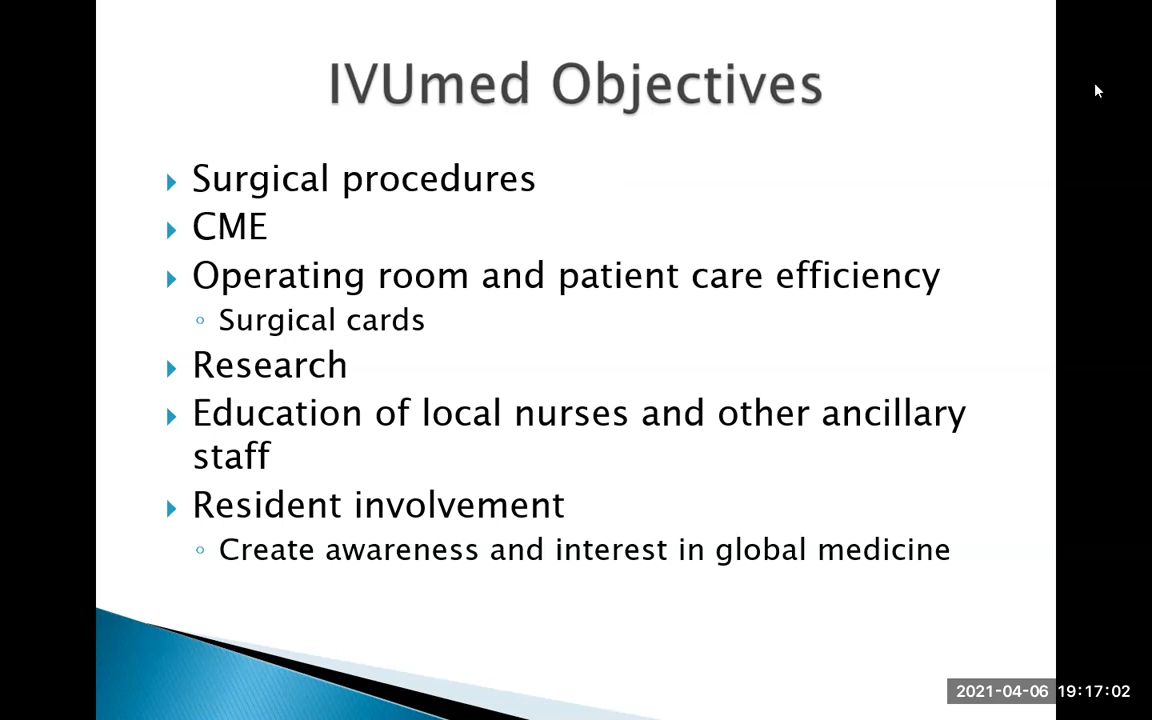 IVUmed Objectives
Surgical procedures
CME
Operating room and patient care efficiency
Surgical cards
Research
Education of local nurses and other ancillary
staff
Resident involvement
Create awareness and interest in global medicine
2021-04-06 19:17:02